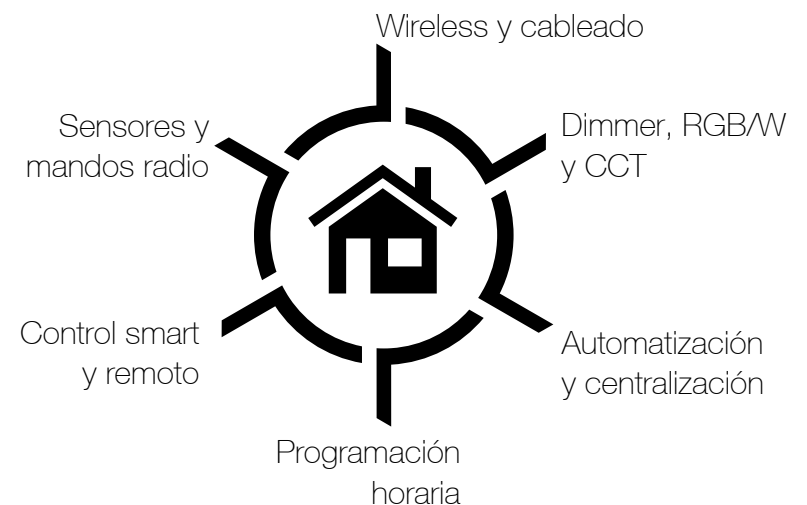 Wireless y cableado
Dimmer, RGB/W
y CCT
Automatización
y centralización
Programación
horaria
Control smart
y remoto
Sensores y
mandos radio